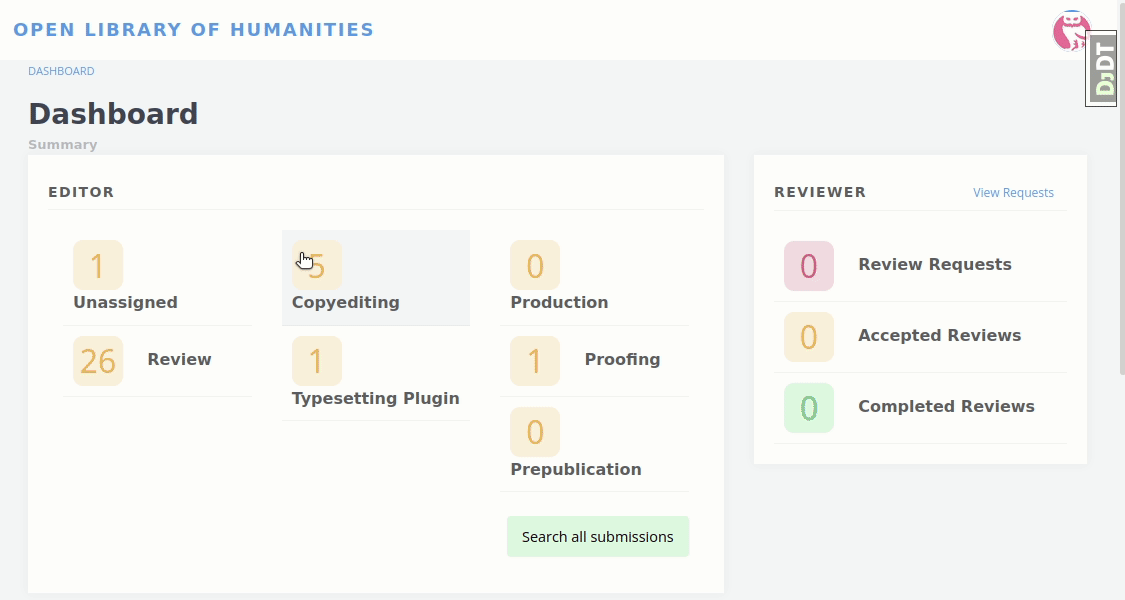 OPEN LIBRARY OF HUMANITIES
DjDT
DASHBOARD
Dashboard
Summary
EDITOR
1
Unassigned
5
Copyediting
0
Production
26
Review
1
Typesetting Plugin
1
Proofing
0
Prepublication
Search all submissions
REVIEWER
View Requests
0
Review Requests
0
Accepted Reviews
0
Completed Reviews